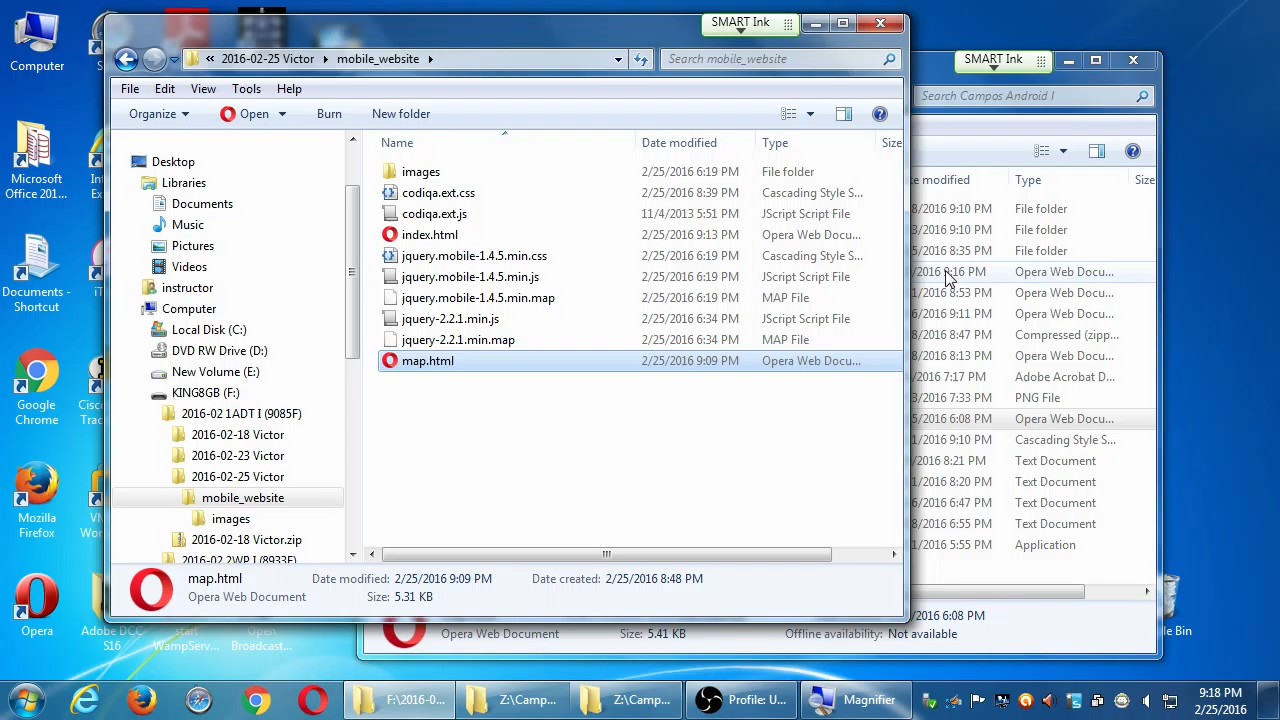 SMART Ink
« 2016-02-25 Victor ▸ mobile_website ▸
Search mobile_website
File Edit View Tools Help
Organize Open Burn New folder
Name Date modified Type Size
images 2/25/2016 6:19 PM File folder
codiqa.ext.css 2/25/2016 8:39 PM Cascading Style S...
codiqa.ext.js 11/4/2013 5:51 PM JScript Script File
index.html 2/25/2016 9:13 PM Opera Web Docu...
jquery.mobile-1.4.5.min.css 2/25/2016 6:19 PM Cascading Style S...
jquery.mobile-1.4.5.min.js 2/25/2016 6:19 PM JScript Script File
jquery.mobile-1.4.5.min.map 2/25/2016 6:19 PM MAP File
jquery-2.2.1.min.js 2/25/2016 6:34 PM JScript Script File
jquery-2.2.1.min.map 2/25/2016 6:34 PM MAP File
map.html 2/25/2016 9:09 PM Opera Web Docu...
Desktop
Libraries
Documents
Music
Pictures
Videos
instructor
Computer
Local Disk (C:)
DVD RW Drive (D:)
New Volume (E:)
KING8GB (F:)
2016-02 1ADT I (9085F)
2016-02-18 Victor
2016-02-23 Victor
2016-02-25 Victor
mobile_website
images
2016-02-18 Victor.zip
2016-02 2WP I (8933F)
map.html Date modified: 2/25/2016 9:09 PM Date created: 2/25/2016 8:48 PM
Opera Web Document Size: 5.31 KB
SMART Ink
Search Campos Android I
e modified Type Size
8/2016 9:10 PM File folder
3/2016 9:10 PM File folder
5/2016 8:35 PM File folder
/2016 9:16 PM Opera Web Docu...
1/2016 8:53 PM Opera Web Docu...
6/2016 9:11 PM Opera Web Docu...
8/2016 8:47 PM Compressed (zipp...
8/2016 8:13 PM Opera Web Docu...
/2016 7:17 PM Adobe Acrobat D...
3/2016 7:33 PM PNG File
5/2016 6:08 PM Opera Web Docu...
1/2016 9:10 PM Cascading Style S...
/2016 8:21 PM Text Document
1/2016 8:20 PM Text Document
5/2016 6:47 PM Text Document
3/2016 6:55 PM Text Document
1/2016 6:55 PM Application
/2016 6:08 PM
Opera Web Document Size: 5.41 KB Offline availability: Not available
Computer
Microsoft
Office 201...
Documents -
Shortcut
Google
Chrome
Cisc
Trac
Mozilla
Firefox
VM
Wor
Opera
Adobe DCC
S16
start
WampServ...
Open
Broadcast...
le Bin
F:\2016-0...
Z:\Camp...
Z:\Camp...
Profile: U...
Magnifier
9:18 PM
2/25/2016